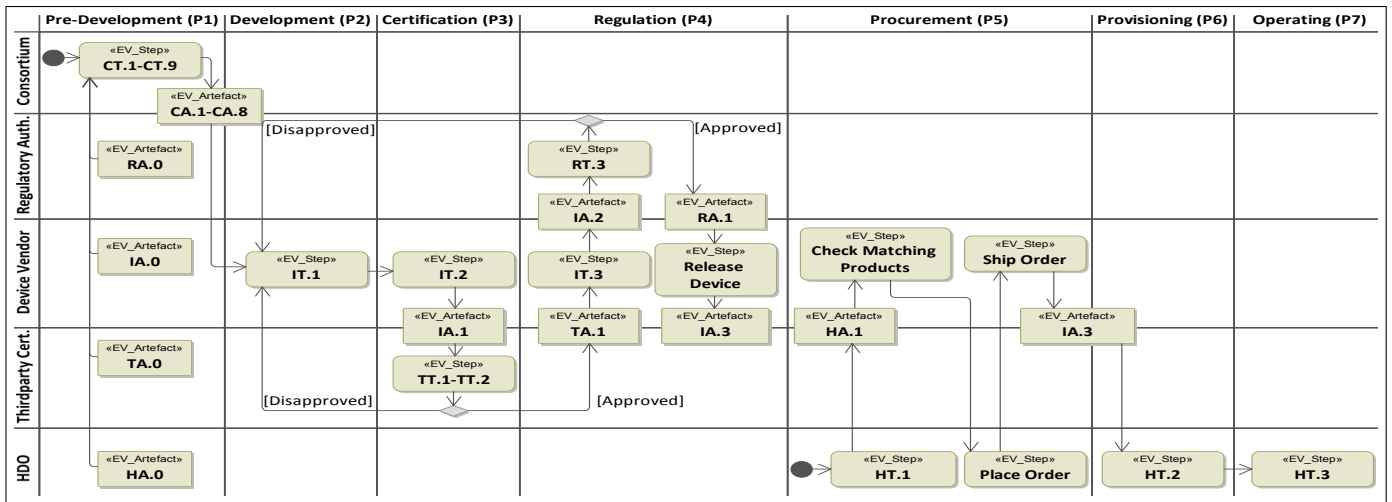 Pre-Development (P1)
Development (P2)
Certification (P3)
Regulation (P4)
Procurement (P5)
Provisioning (P6)
Operating (P7)
Consortium
«EV_Step»
CT.1-CT.9
«EV_Artefact»
CA.1-CA.8
Regulatory Auth.
[Disapproved]
[Approved]
«EV_Artefact»
RA.0
«EV_Step»
RT.3
«EV_Artefact»
IA.2
«EV_Artefact»
RA.1
Device Vendor
«EV_Artefact»
IA.0
«EV_Step»
IT.1
«EV_Step»
IT.2
«EV_Step»
IT.3
«EV_Step»
Release
Device
«EV_Step»
Check Matching
Products
«EV_Step»
Ship Order
«EV_Artefact»
IA.1
«EV_Artefact»
TA.1
«EV_Artefact»
IA.3
«EV_Artefact»
HA.1
«EV_Artefact»
IA.3
Thirdparty Cert.
«EV_Artefact»
TA.0
«EV_Step»
TT.1-TT.2
[Disapproved]
[Approved]
HDO
«EV_Artefact»
HA.0
«EV_Step»
HT.1
«EV_Step»
Place Order
«EV_Step»
HT.2
«EV_Step»
HT.3